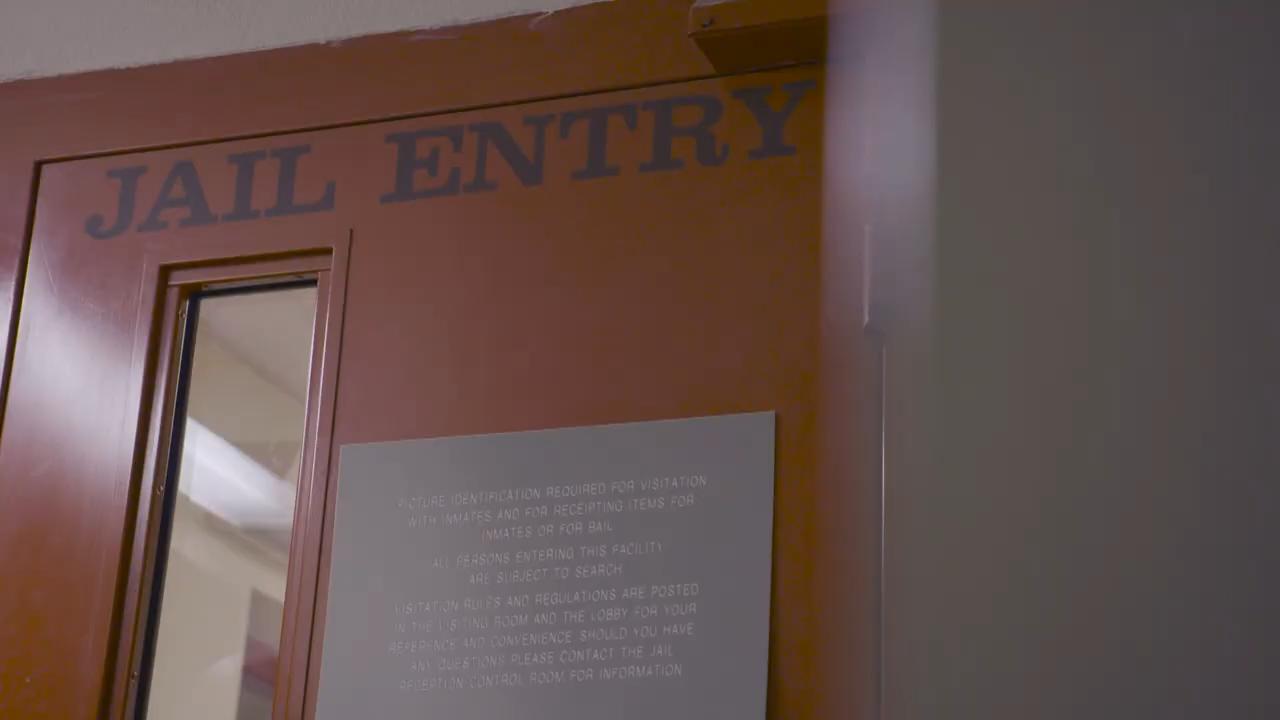 JAIL ENTRY
PICTURE IDENTIFICATION REQUIRED FOR VISITATION
WITH INMATES AND FOR RECEIPTING ITEMS FOR
INMATES OR FOR BAIL
ALL PERSONS ENTERING THIS FACILITY
ARE SUBJECT TO SEARCH
VISITATION RULES AND REGULATIONS ARE POSTED
IN THE VISITING ROOM AND THE LOBBY FOR YOUR
REFERENCE AND CONVENIENCE SHOULD YOU HAVE
ANY QUESTIONS PLEASE CONTACT THE JAIL
RECEPTION CONTROL ROOM FOR INFORMATION